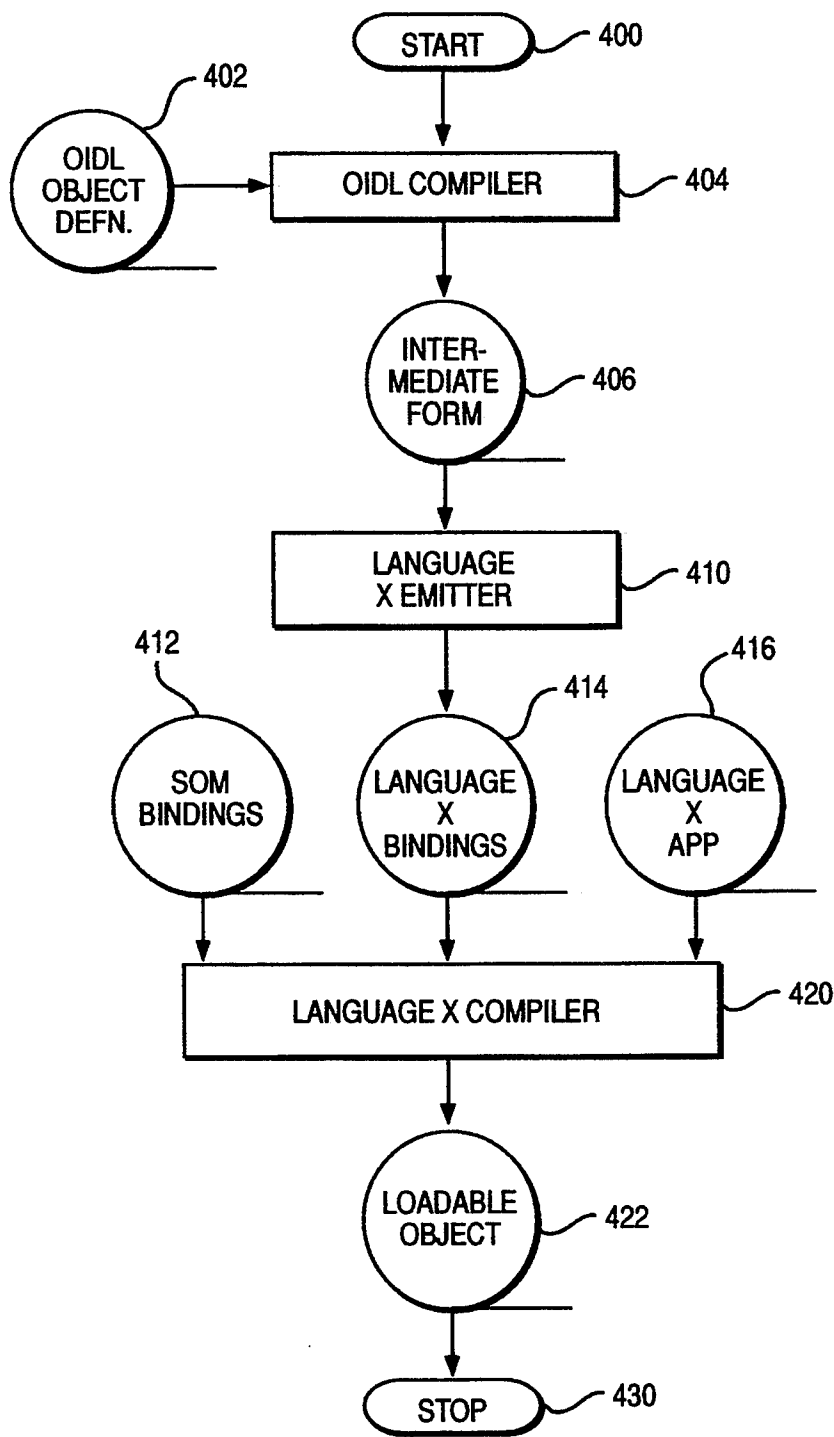 START
400
402
OIDL
OBJECT
DEFN.
OIDL COMPILER
404
INTER-
MEDIATE
FORM
406
LANGUAGE
X EMITTER
410
412
414
416
SOM
BINDINGS
LANGUAGE
X
BINDINGS
LANGUAGE
X
APP
LANGUAGE X COMPILER
420
LOADABLE
OBJECT
422
STOP
430